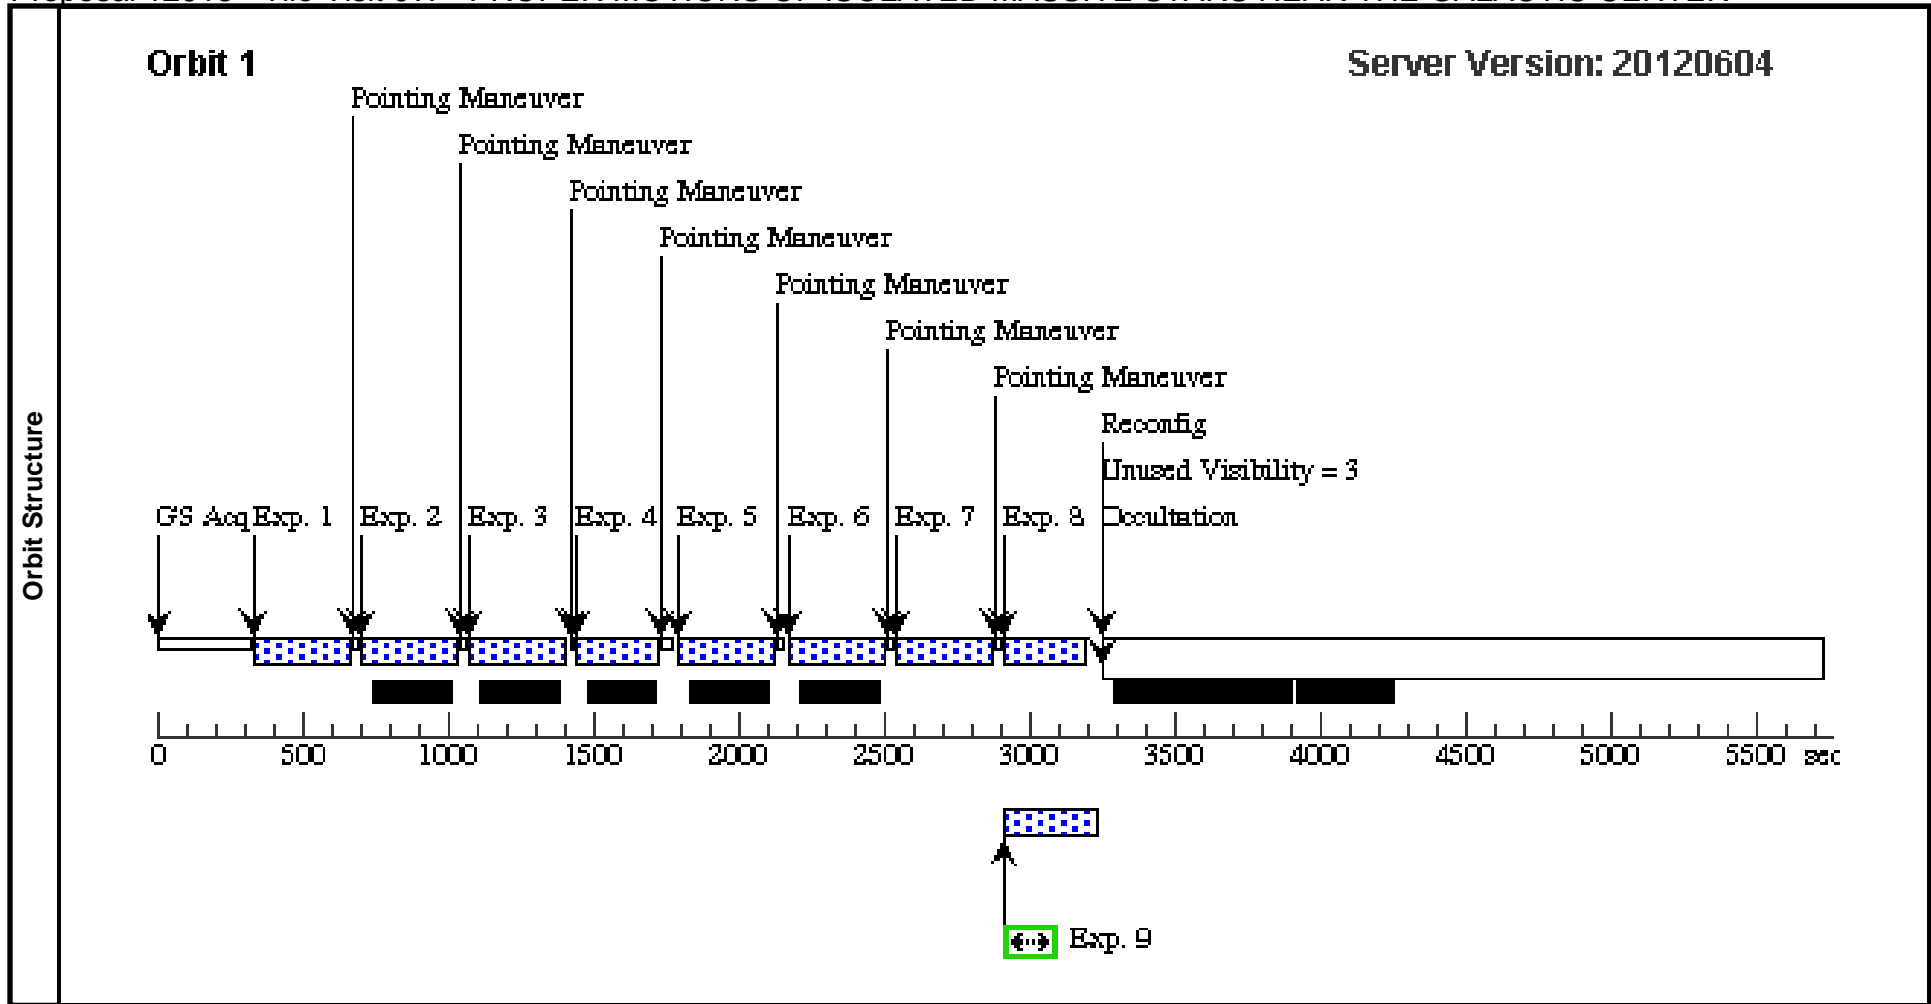 Orbit 1
Server Version: 20120604
Pointing Maneuver
Pointing Maneuver
Pointing Maneuver
Pointing Maneuver
Pointing Maneuver
Pointing Maneuver
Pointing Maneuver
Reconfig
Unused Visibility = 3
GS Acq Exp. 1 Exp. 2 Exp. 3 Exp. 4 Exp. 5 Exp. 6 Exp. 7 Exp. 8 Occultation
Orbit Structure
0 500 1000 1500 2000 2500 3000 3500 4000 4500 5000 5500 sec
Exp. 9